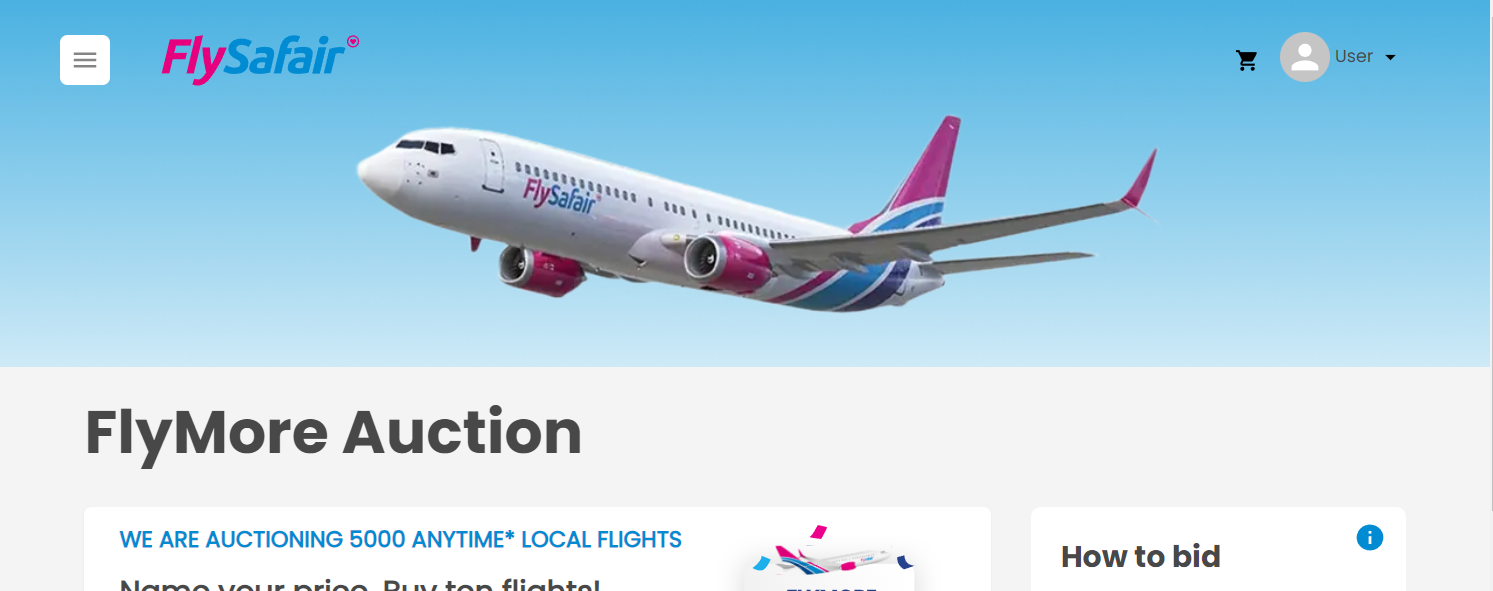 FlySafair
User
FlySafair
FlyMore Auction
WE ARE AUCTIONING 5000 ANYTIME* LOCAL FLIGHTS
Name your price. Buy ten flights!
FLYMORE
How to bid